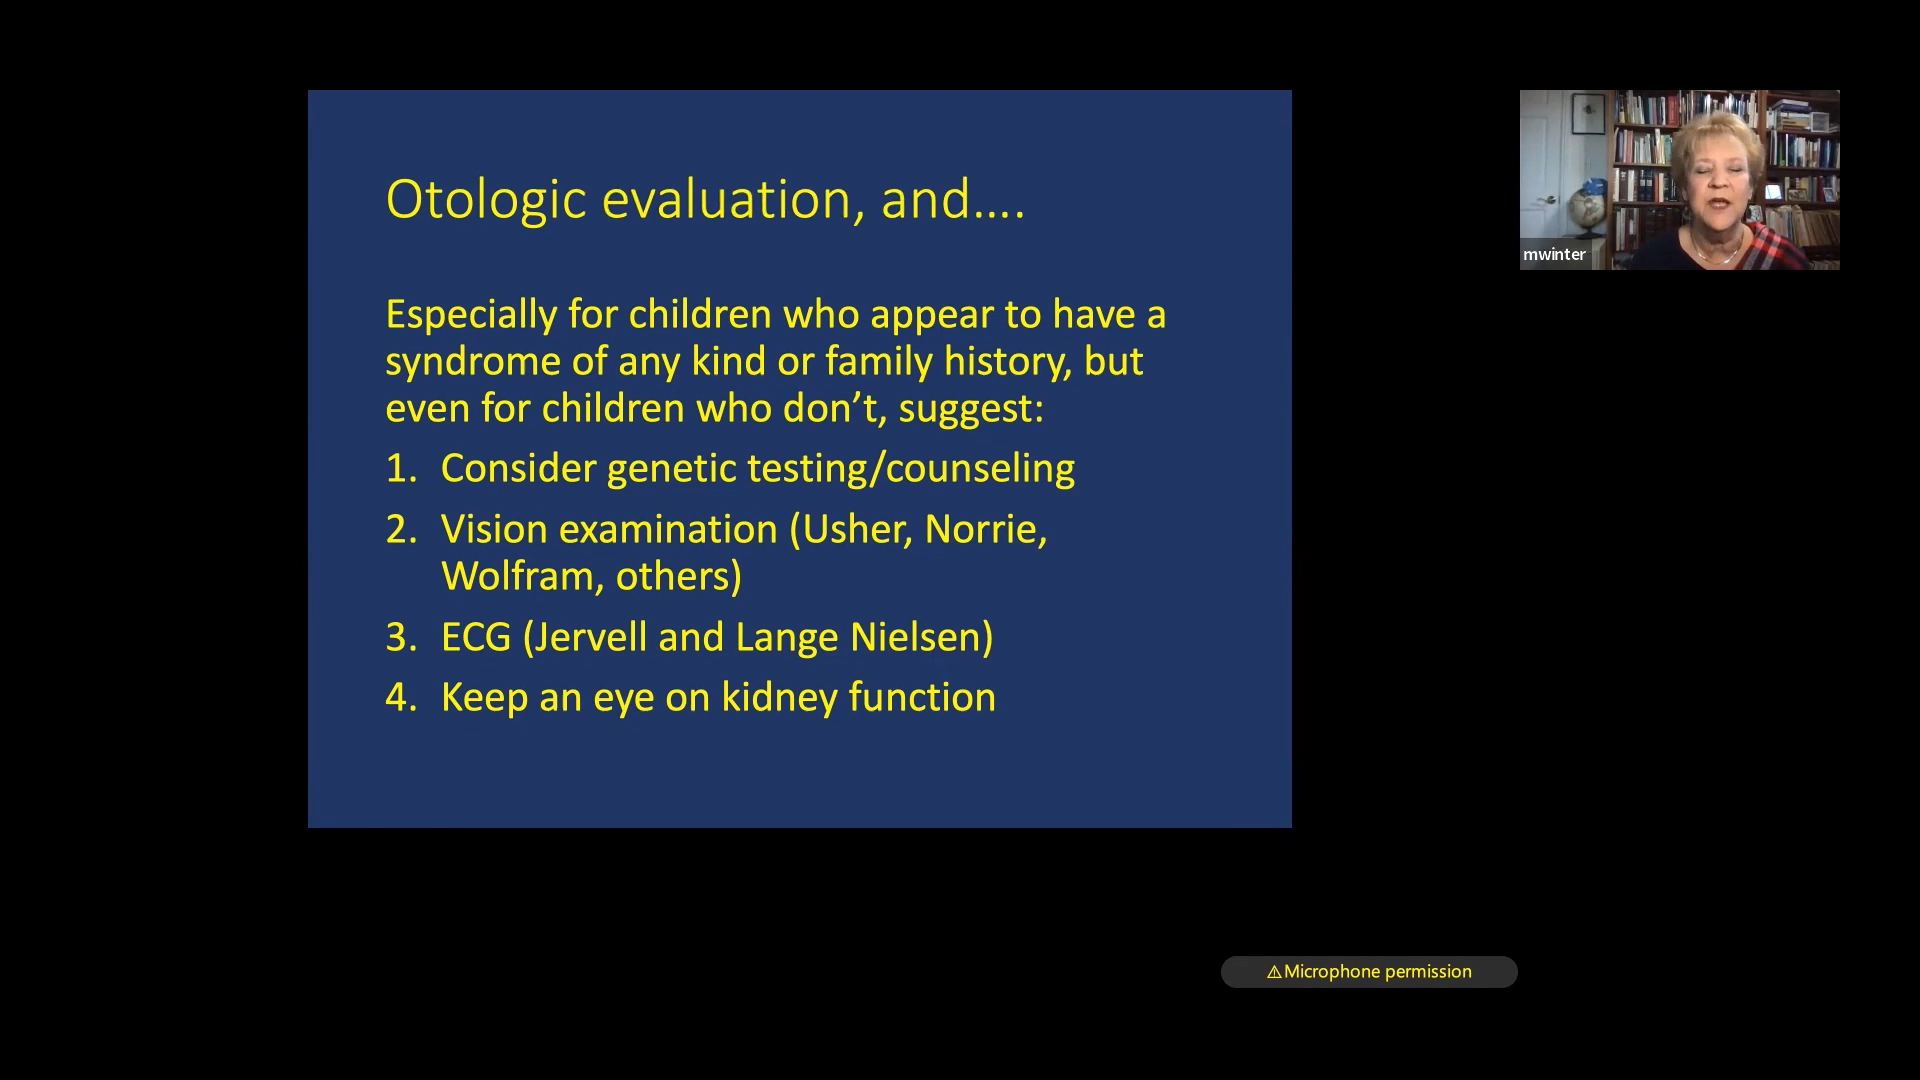 Otologic evaluation, and....
Especially for children who appear to have a
syndrome of any kind or family history, but
even for children who don’t, suggest:
1. Consider genetic testing/counseling
2. Vision examination (Usher, Norrie,
Wolfram, others)
3. ECG (Jervell and Lange Nielsen)
4. Keep an eye on kidney function
mwinter
⚠Microphone permission